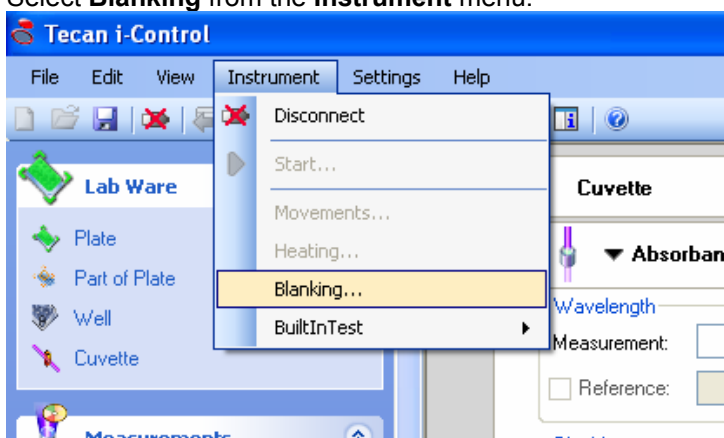 Select Blanking from the Instrument menu.
Tecan i-Control
File Edit View Instrument Settings Help
Disconnect
Start...
Movements...
Heating...
Blanking...
BuiltInTest
Lab Ware
Plate
Part of Plate
Well
Cuvette
Measurements
Cuvette
Absorban
Wavelength
Measurement:
Reference: